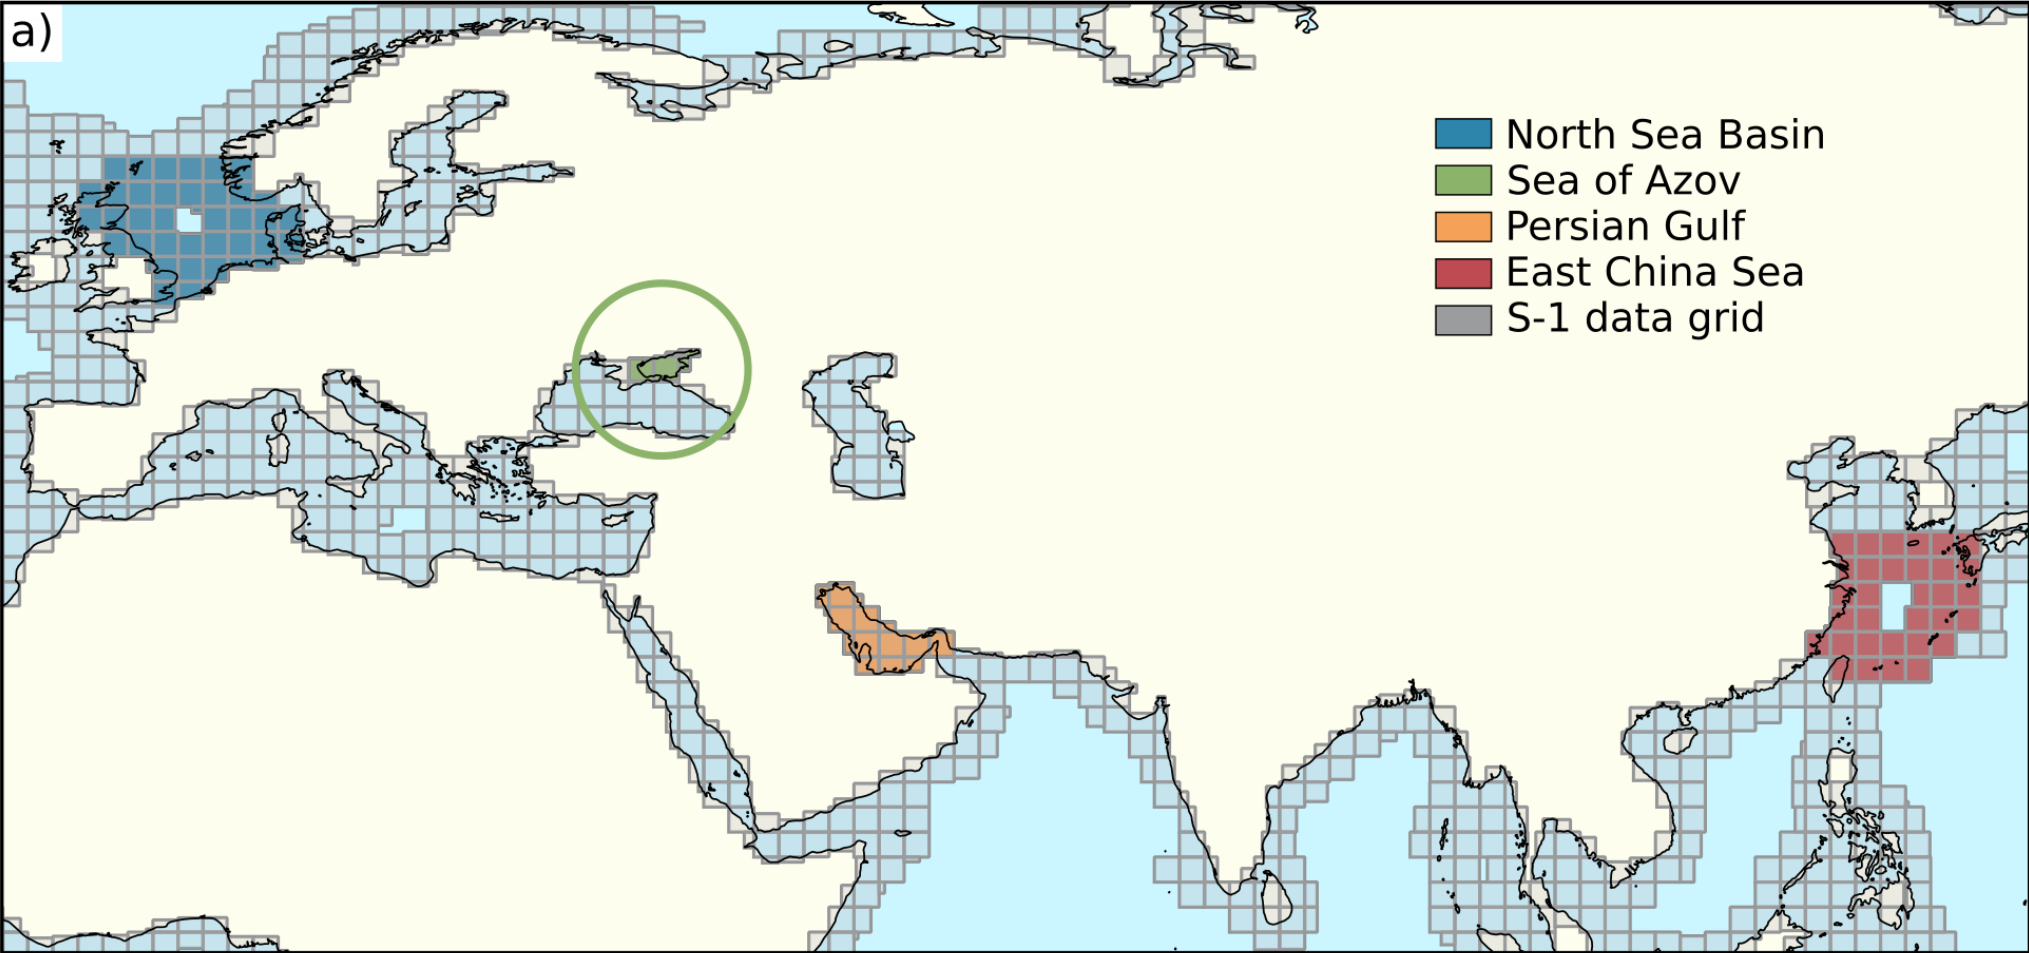 a)
North Sea Basin
Sea of Azov
Persian Gulf
East China Sea
S-1 data grid